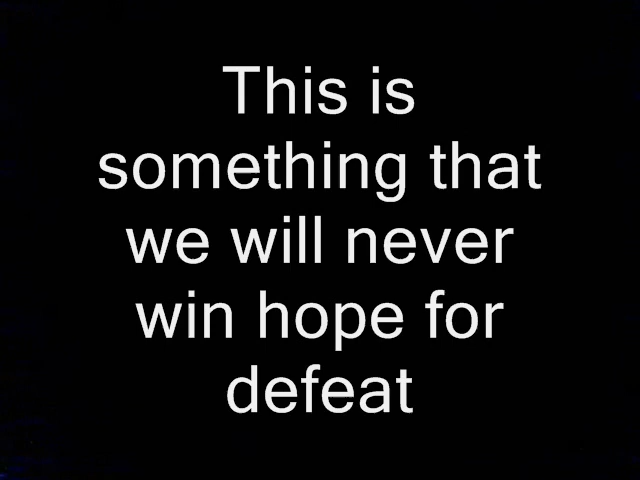 This is
something that
we will never
win hope for
defeat